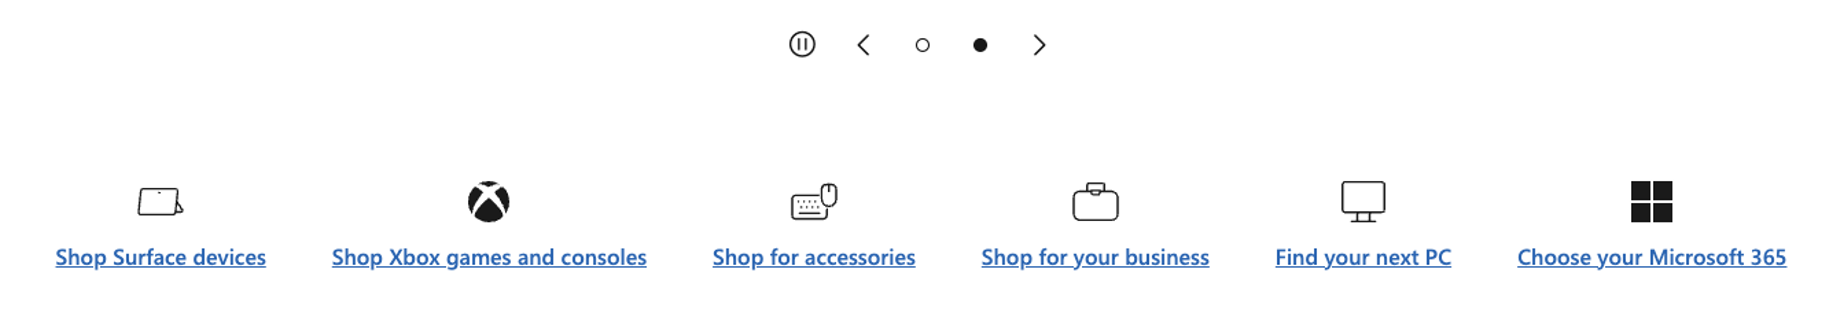 Shop Surface devices
Shop Xbox games and consoles
Shop for accessories
Shop for your business
Find your next PC
Choose your Microsoft 365